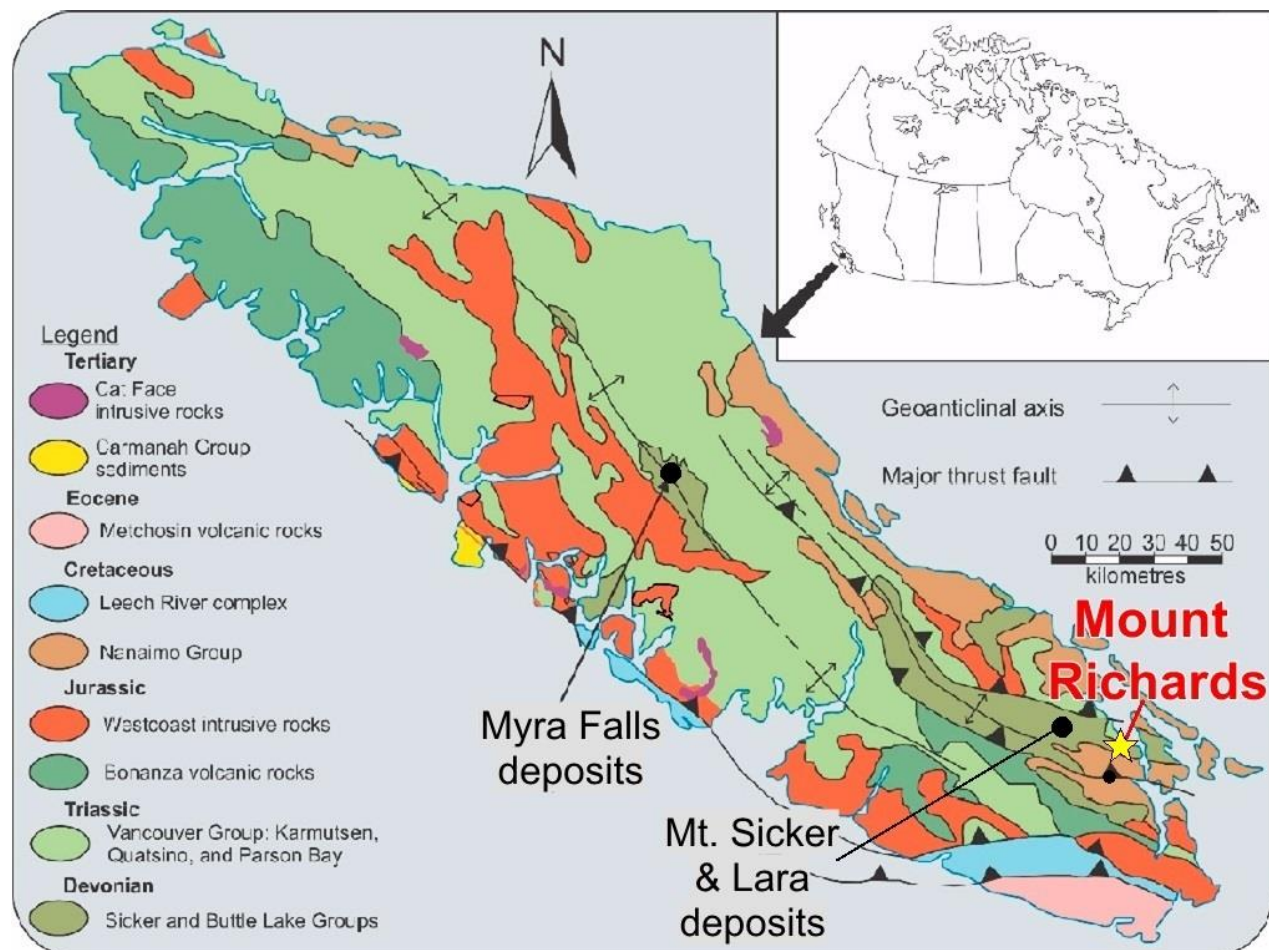 N
Legend
Tertiary
Cat Face
intrusive rocks
Carmanah Group
sediments
Eocene
Metchosin volcanic rocks
Cretaceous
Leech River complex
Nanaimo Group
Jurassic
Westcoast intrusive rocks
Bonanza volcanic rocks
Triassic
Vancouver Group: Karmutsen,
Quatsino, and Parson Bay
Devonian
Sicker and Buttle Lake Groups
Geoanticlinal axis
Major thrust fault
0 10 20 30 40 50
kilometres
Mount
Richards
Myra Falls
deposits
Mt. Sicker
& Lara
deposits